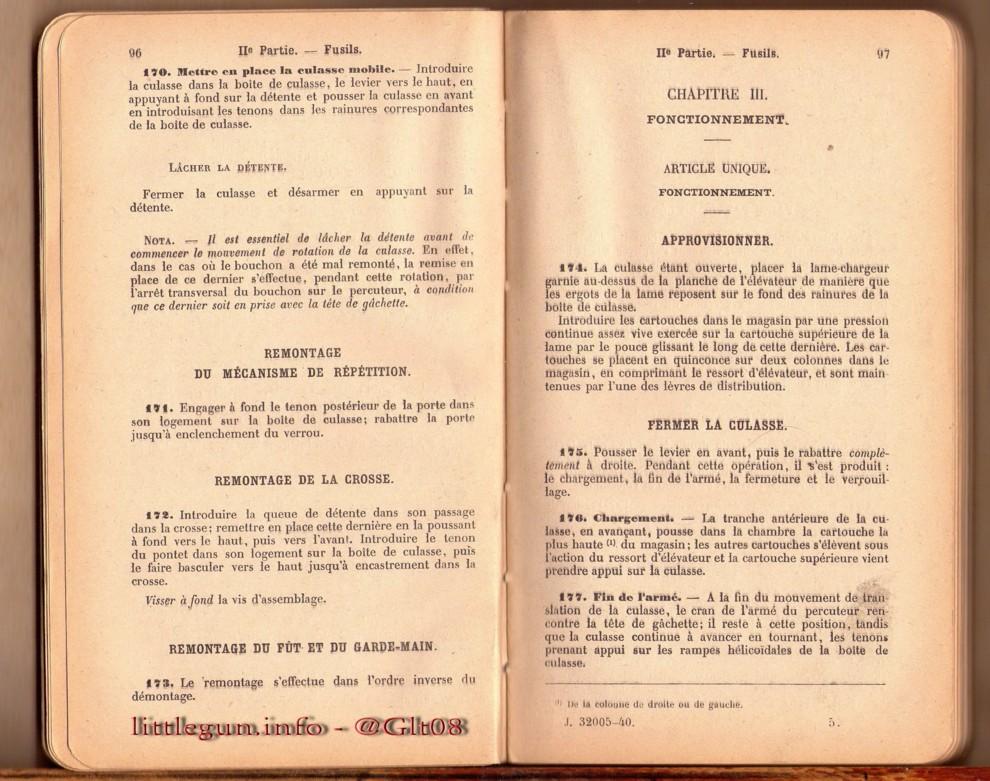 96
IIe Partie. — Fusils.
170. Mettre en place la culasse mobile. — Introduire
la culasse dans la boîte de culasse, le levier vers le haut, en
appuyant à fond sur la détente et pousser la culasse en avant
en introduisant les tenons dans les rainures correspondantes
de la boîte de culasse.
LÂCHER LA DÉTENTE.
Fermer la culasse et désarmer en appuyant sur la
détente.
NOTA. — Il est essentiel de lâcher la détente avant de
commencer le mouvement de rotation de la culasse. En effet,
dans le cas où le bouchon a été mal remonté, la remise en
place de ce dernier s'effectue, pendant cette rotation, par
l'arrêt transversal du bouchon sur le percuteur, à condition
que ce dernier soit en prise avec la tête de gâchette.
REMONTAGE
DU MÉCANISME DE RÉPÉTITION.
171. Engager à fond le tenon postérieur de la porte dans
son logement sur la boîte de culasse; rabattre la porte
jusqu'à enclenchement du verrou.
REMONTAGE DE LA CROSSE.
172. Introduire la queue de détente dans son passage
dans la crosse; remettre en place cette dernière en la poussant
à fond vers le haut, puis vers l'avant. Introduire le tenon
du pontet dans son logement sur la boîte de culasse, puis
le faire basculer vers le haut jusqu'à encastrement dans la
crosse.
Visser à fond la vis d'assemblage.
REMONTAGE DU FÛT ET DU GARDE-MAIN.
173. Le remontage s'effectue dans l'ordre inverse du
démontage.
littlegun.info - @Glt08
IIe Partie. — Fusils.
97
CHAPITRE III.
FONCTIONNEMENT.
ARTICLE UNIQUE.
FONCTIONNEMENT.
APPROVISIONNER.
174. La culasse étant ouverte, placer la lame-chargeur
garnie au-dessus de la planche de l'élévateur de manière que
les ergots de la lame reposent sur le fond des rainures de la
boîte de culasse.
Introduire les cartouches dans le magasin par une pression
continue assez vive exercée sur la cartouche supérieure de la
lame par le pouce glissant le long de cette dernière. Les car-
touches se placent en quinconce sur deux colonnes dans le
magasin, en comprimant le ressort d'élévateur, et sont main-
tenues par l'une des lèvres de distribution.
FERMER LA CULASSE.
175. Pousser le levier en avant, puis le rabattre complè-
tement à droite. Pendant cette opération, il s'est produit :
le chargement, la fin de l'armé, la fermeture et le verrouil-
lage.
176. Chargement. — La tranche antérieure de la cu-
lasse, en avançant, pousse dans la chambre la cartouche la
plus haute (1) du magasin; les autres cartouches s'élèvent sous
l'action du ressort d'élévateur et la cartouche supérieure vient
prendre appui sur la culasse.
177. Fin de l'armé. — A la fin du mouvement de tran-
slation de la culasse, le cran de l'armé du percuteur ren-
contre la tête de gâchette; il reste à cette position, tandis
que la culasse continue à avancer en tournant, les tenons
prenant appui sur les rampes hélicoïdales de la boîte de
culasse.
(1) De la colonne de droite ou de gauche.
J. 32005-40.
5.